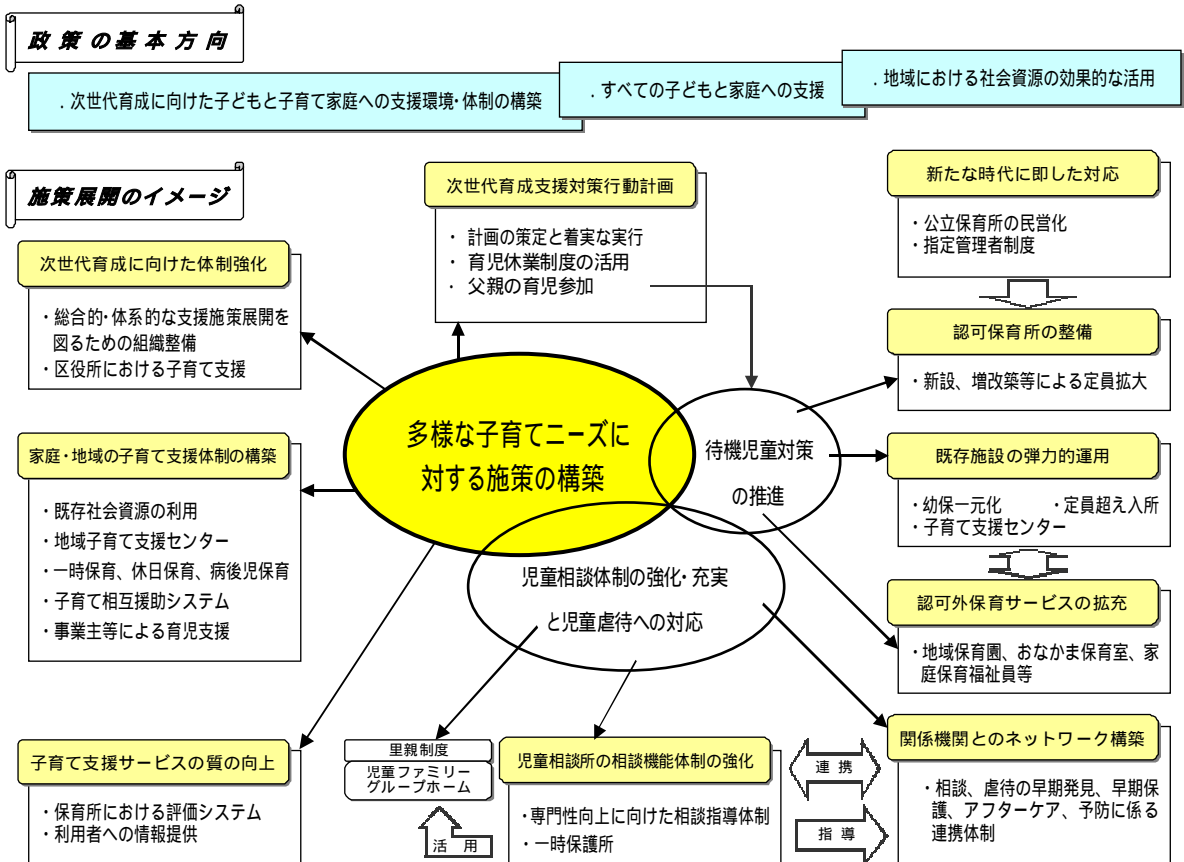 政策の基本方向
．次世代育成に向けた子どもと子育て家庭への支援環境・体制の構築
．すべての子どもと家庭への支援
．地域における社会資源の効果的な活用
施策展開のイメージ
次世代育成支援対策行動計画
・ 計画の策定と着実な実行
・ 育児休業制度の活用
・ 父親の育児参加
新たな時代に即した対応
・公立保育所の民営化
・指定管理者制度
次世代育成に向けた体制強化
・総合的・体系的な支援施策展開を
図るための組織整備
・区役所における子育て支援
認可保育所の整備
・新設、増改築等による定員拡大
多様な子育てニーズに
対する施策の構築
待機児童対策
の推進
家庭・地域の子育て支援体制の構築
・既存社会資源の利用
・地域子育て支援センター
・一時保育、休日保育、病後児保育
・子育て相互援助システム
・事業主等による育児支援
既存施設の弾力的運用
・幼保一元化 ・定員超え入所
・子育て支援センター
児童相談体制の強化・充実
と児童虐待への対応
認可外保育サービスの拡充
・地域保育園、おなかま保育室、家
庭保育福祉員等
子育て支援サービスの質の向上
・保育所における評価システム
・利用者への情報提供
里親制度
児童ファミリー
グループホーム
活 用
児童相談所の相談機能体制の強化
・専門性向上に向けた相談指導体制
・一時保護所
連 携
指 導
関係機関とのネットワーク構築
・相談、虐待の早期発見、早期保
護、アフターケア、予防に係る
連携体制